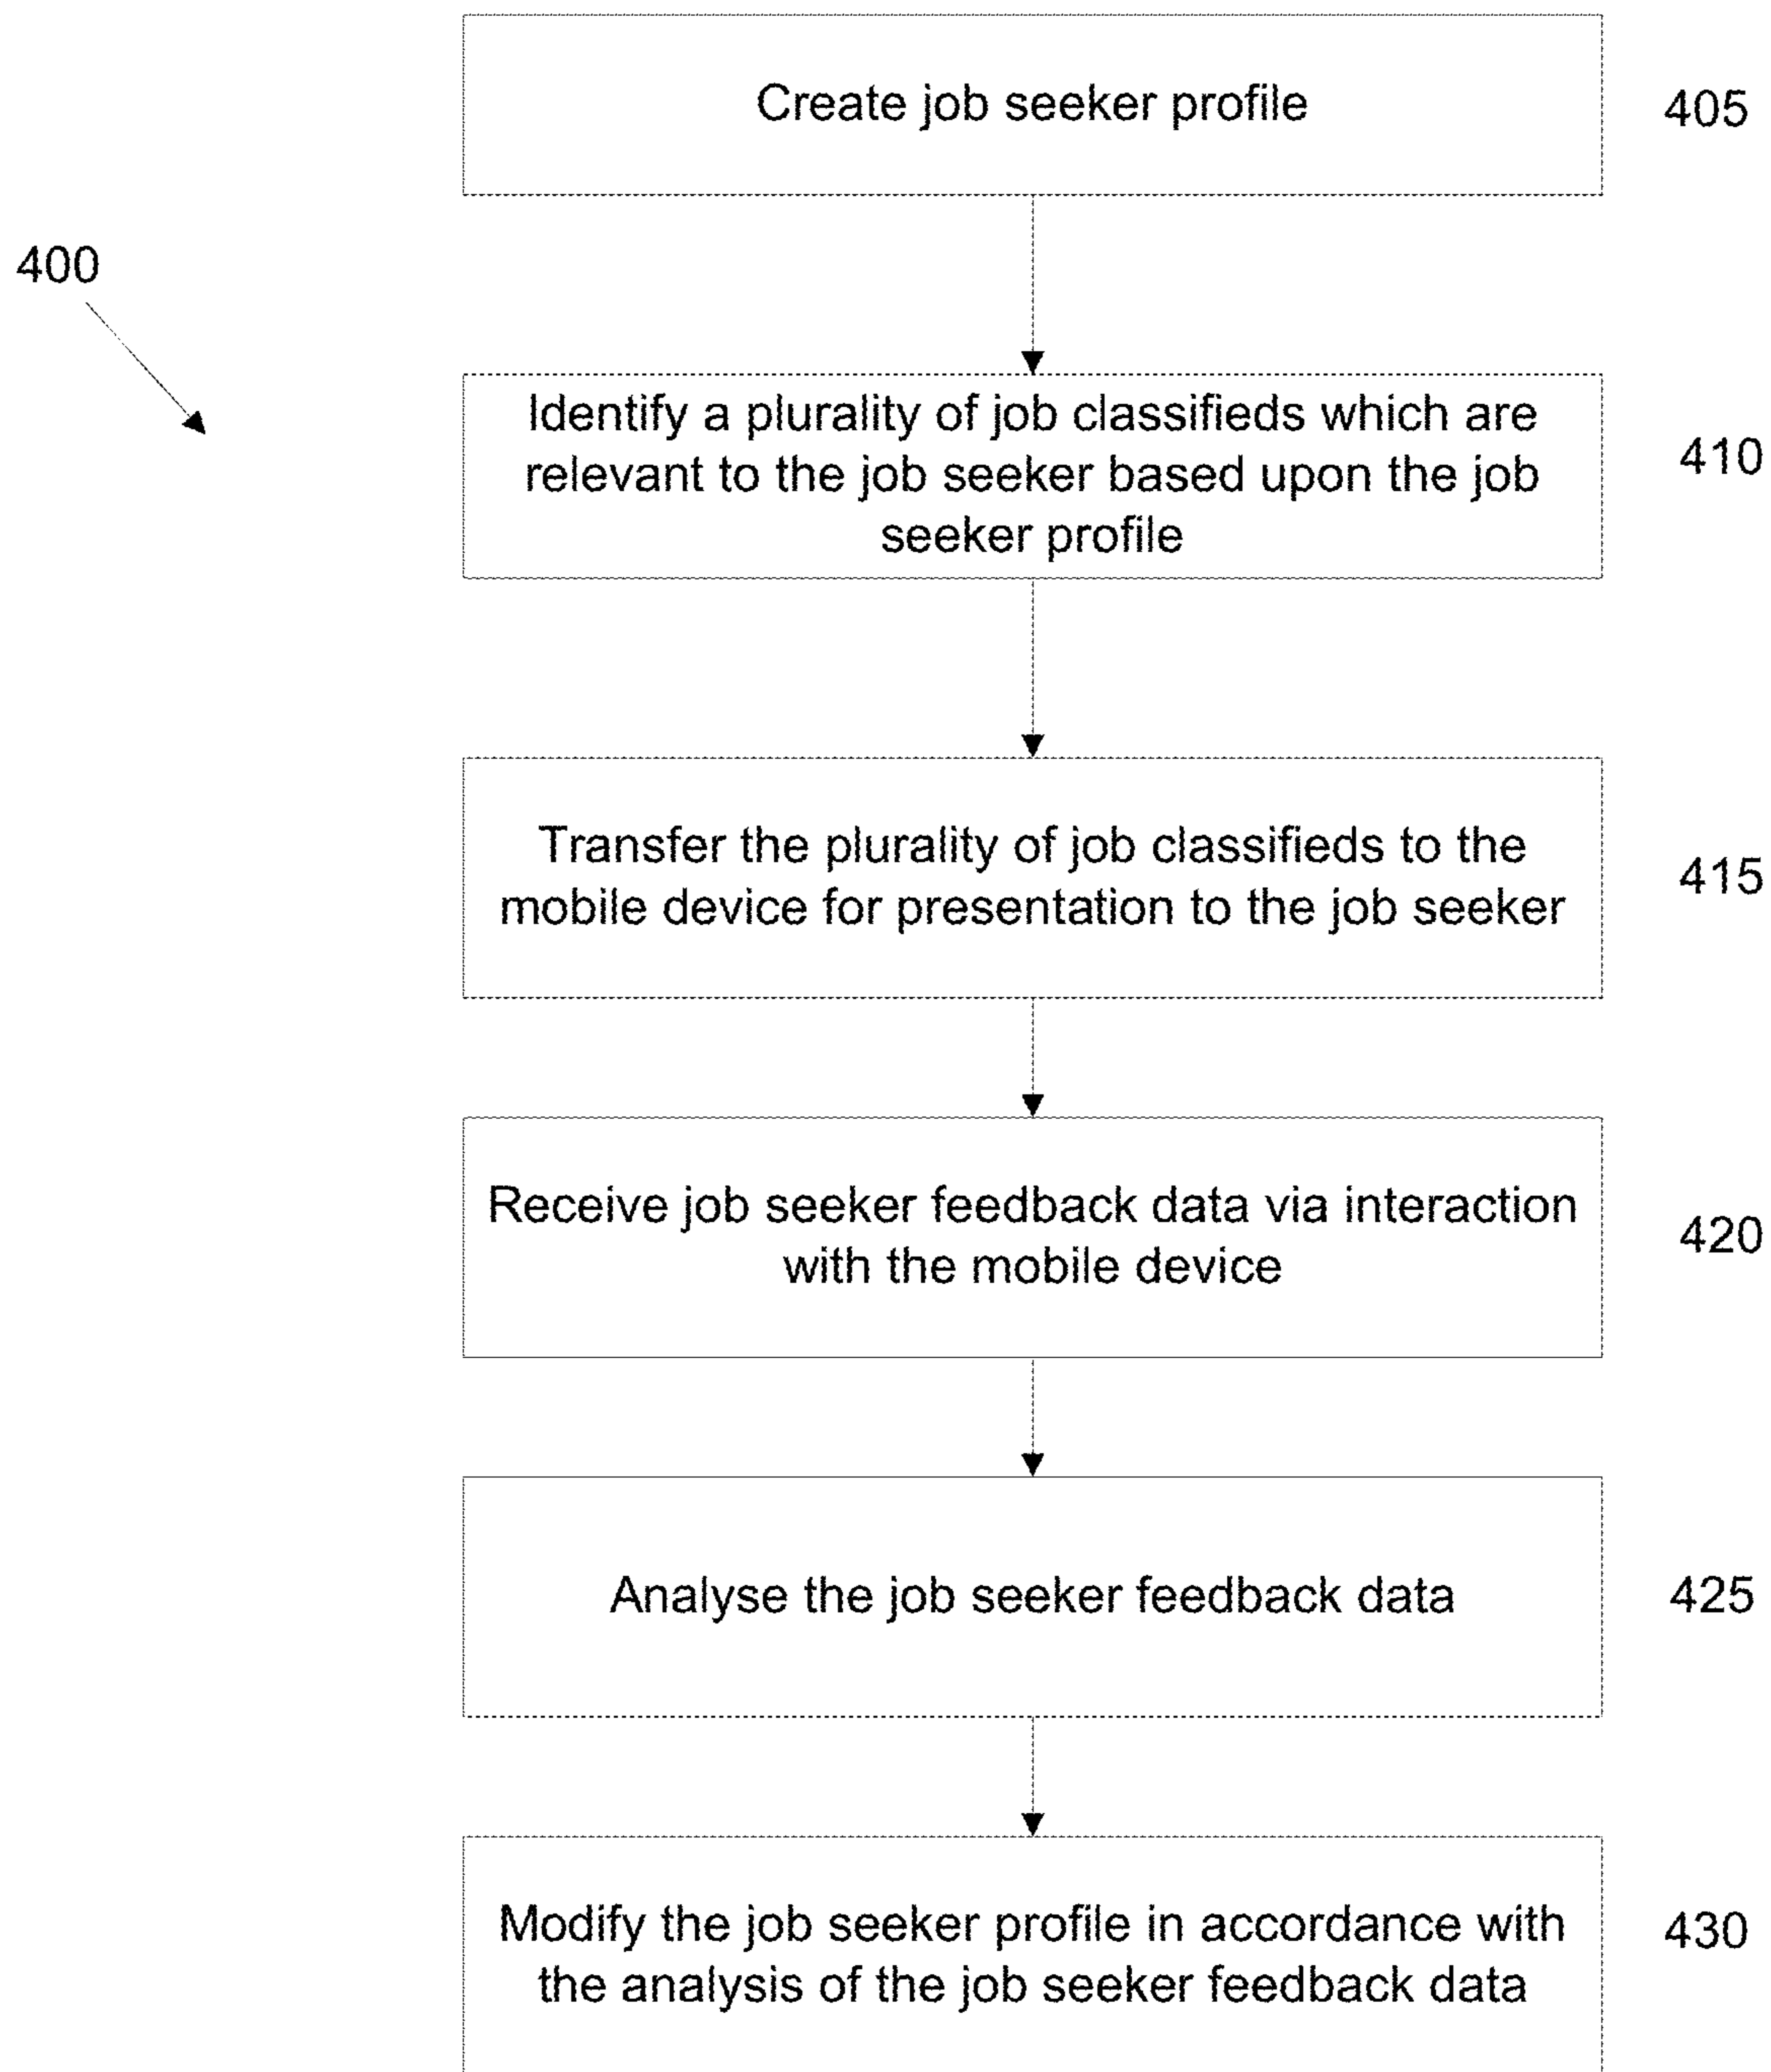 Create job seeker profile
405
400
Identify a plurality of job classifieds which are
relevant to the job seeker based upon the job
seeker profile
410
Transfer the plurality of job classifieds to the
mobile device for presentation to the job seeker
415
Receive job seeker feedback data via interaction
with the mobile device
420
Analyse the job seeker feedback data
425
Modify the job seeker profile in accordance with
the analysis of the job seeker feedback data
430